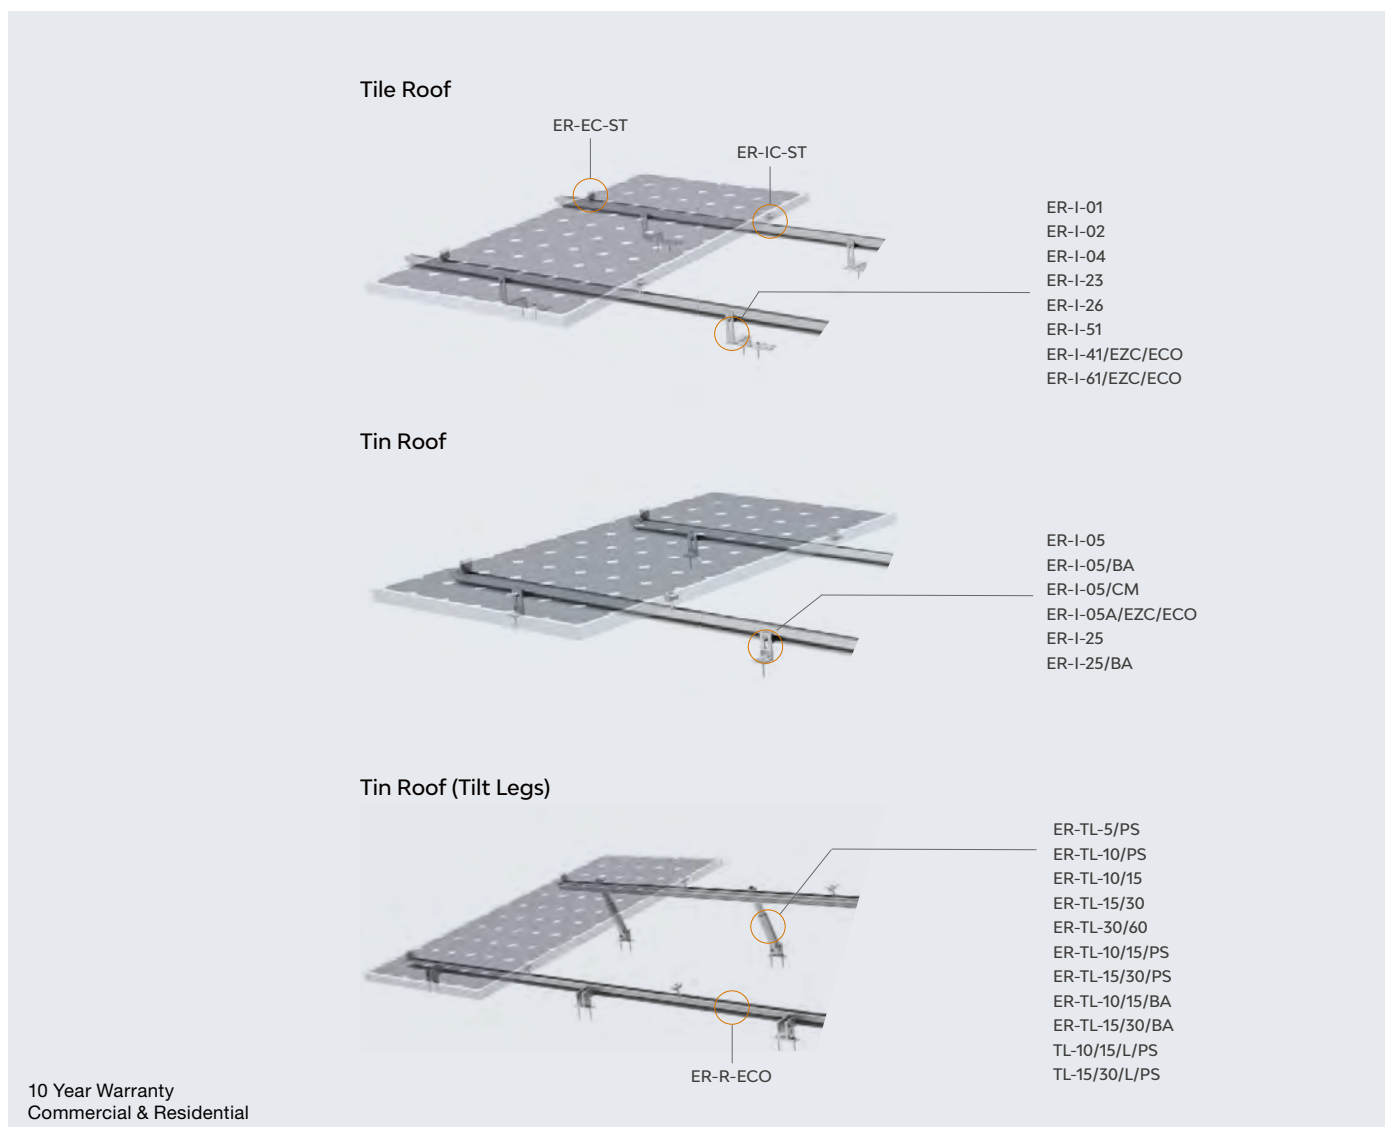 Tile Roof
ER-EC-ST
ER-IC-ST
ER-I-01
ER-I-02
ER-I-04
ER-I-23
ER-I-26
ER-I-51
ER-I-41/EZC/ECO
ER-I-61/EZC/ECO
Tin Roof
ER-I-05
ER-I-05/BA
ER-I-05/CM
ER-I-05A/EZC/ECO
ER-I-25
ER-I-25/BA
Tin Roof (Tilt Legs)
ER-TL-5/PS
ER-TL-10/PS
ER-TL-10/15
ER-TL-15/30
ER-TL-30/60
ER-TL-10/15/PS
ER-TL-15/30/PS
ER-TL-10/15/BA
ER-TL-15/30/BA
TL-10/15/L/PS
TL-15/30/L/PS
ER-R-ECO
10 Year Warranty
Commercial & Residential